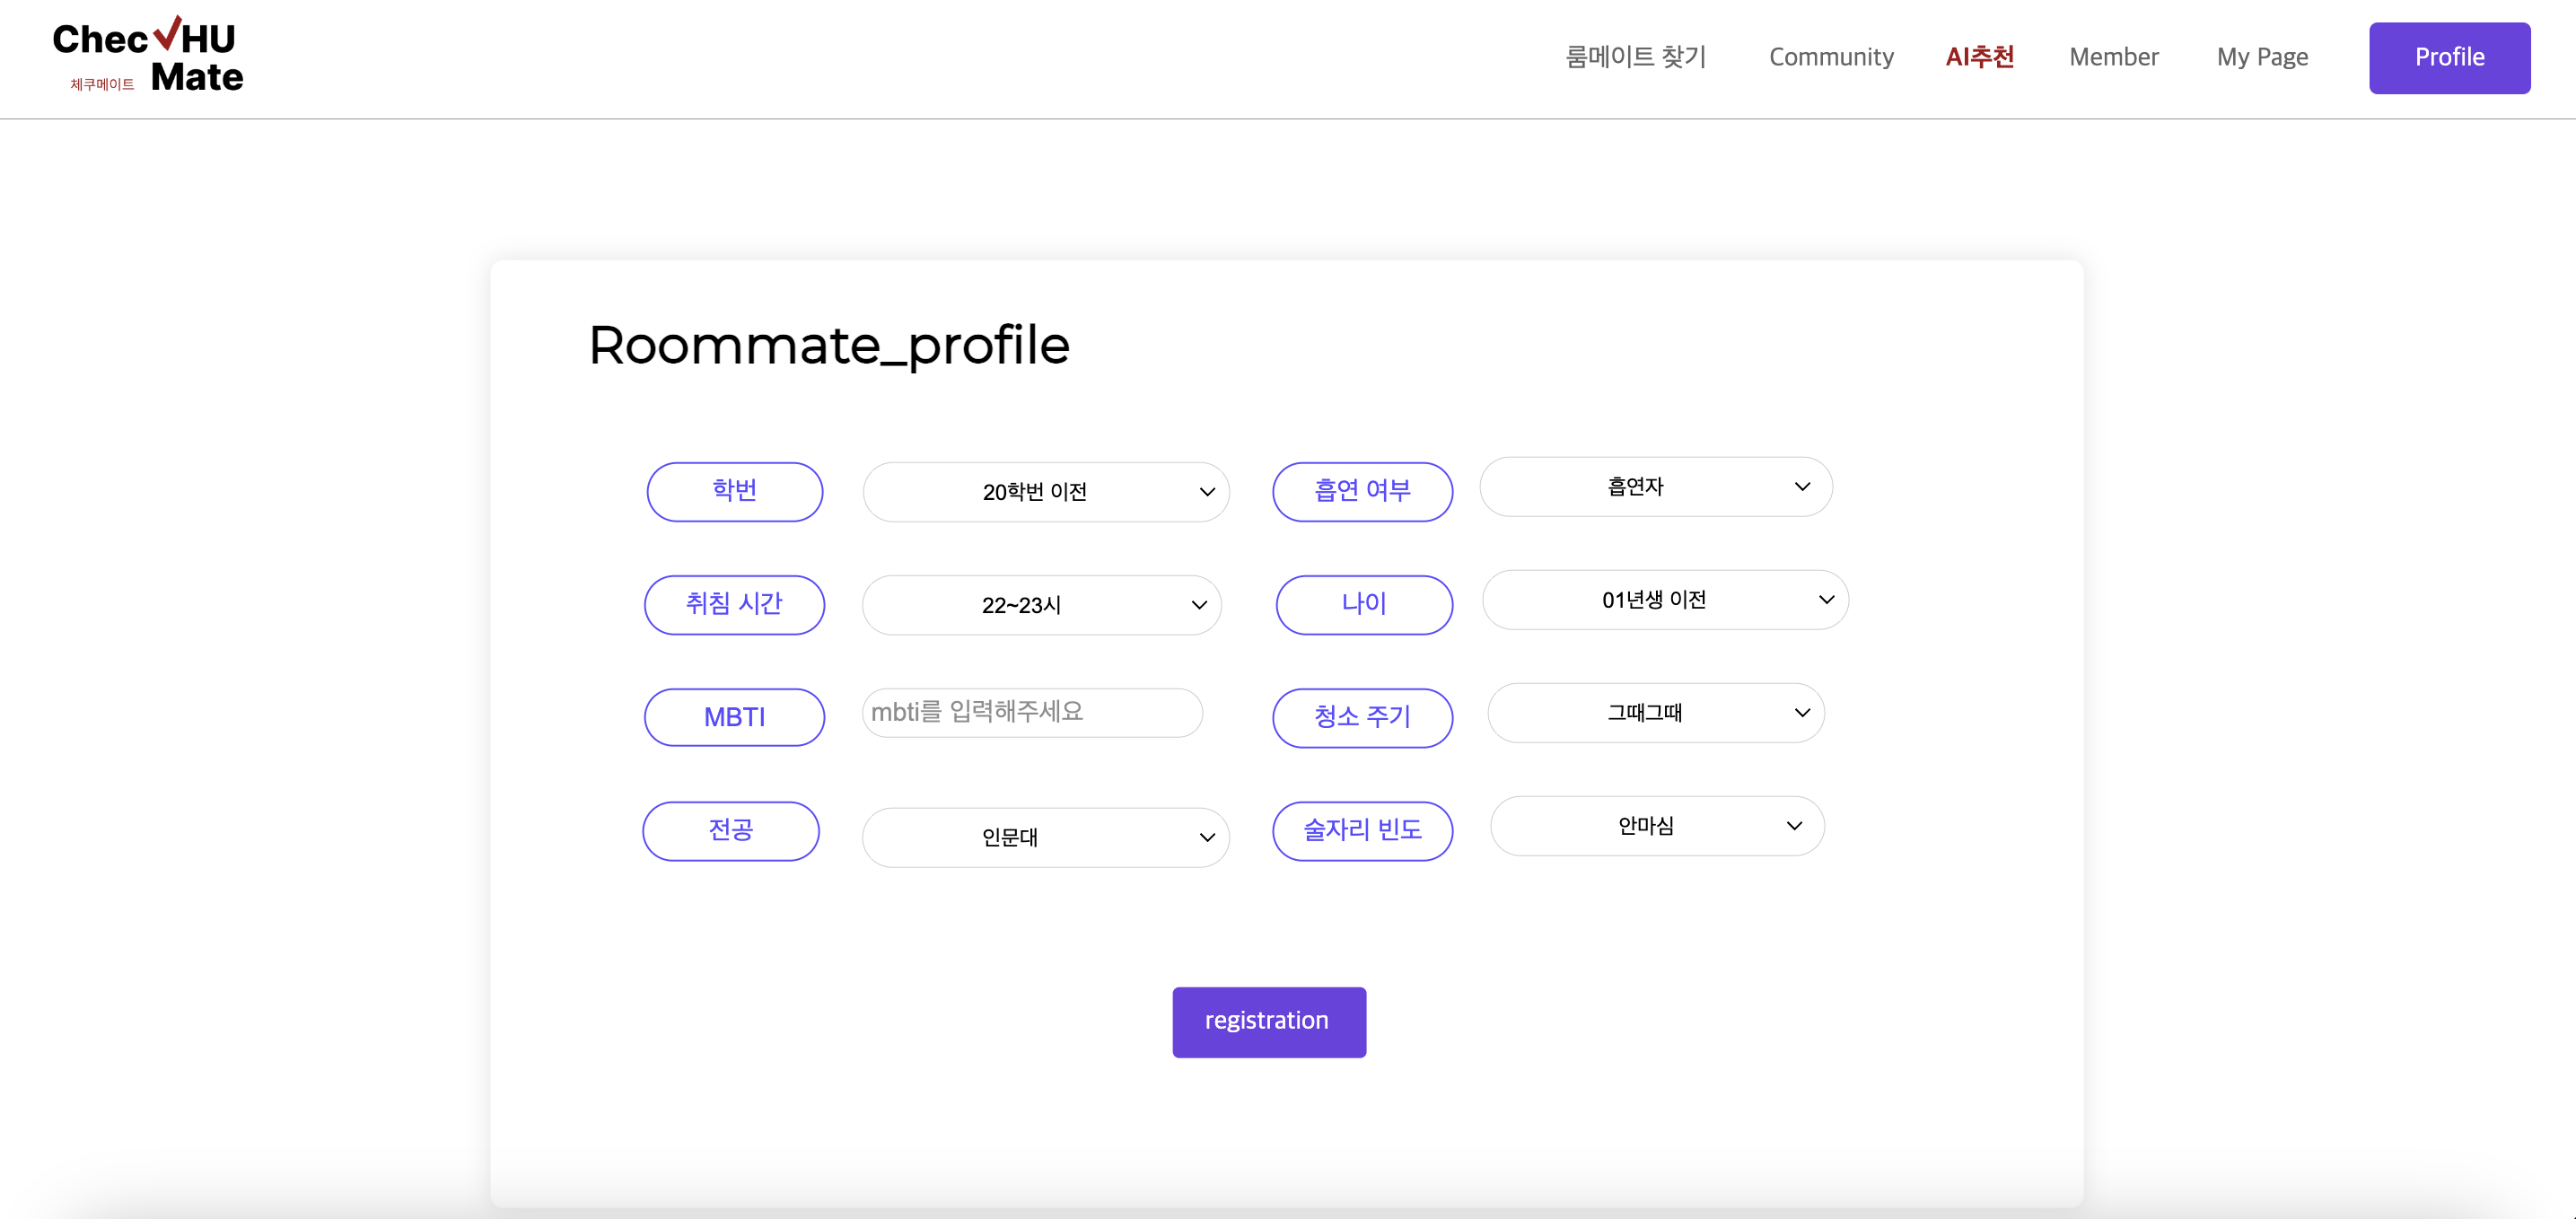 Chec✓HU
체쿠메이트 Mate
룸메이트 찾기 Community AI추천 Member My Page Profile
Roommate_profile
학번 20학번 이전 흡연 여부 흡연자
취침 시간 22~23시 나이 01년생 이전
MBTI mbti를 입력해주세요 청소 주기 그때그때
전공 인문대 술자리 빈도 안마심
registration